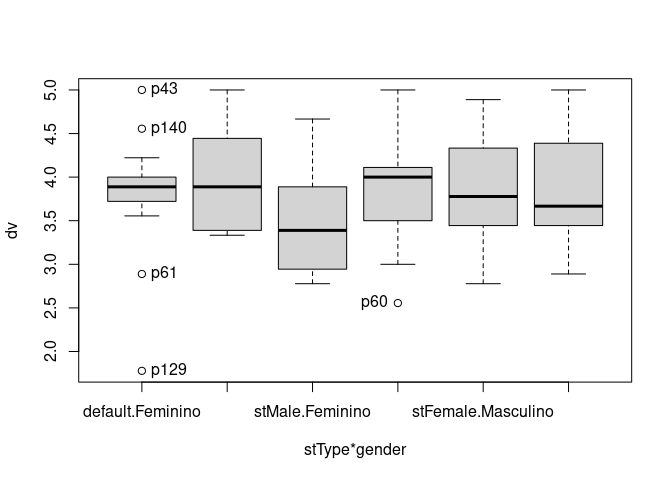 p43
p140
p61
p129
p60
5.0
4.5
4.0
3.5
3.0
2.5
2.0
dv
default.Feminino stMale.Feminino stFemale.Masculino
stType*gender